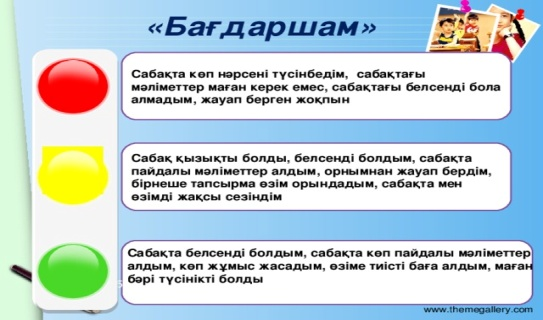 «Бағдаршам»
Сабақта көп нәрсені түсінбедім, сабақтағы
мәліметтер маған керек емес, сабақтағы белсенді бола
алмадым, жауап берген жоқпын
Сабақ қызықты болды, белсенді болдым, сабақта
пайдалы мәліметтер алдым, орнымнан жауап бердім,
бірнеше тапсырма өзім орындадым, сабақта мен
өзімді жақсы сезіндім
Сабақта белсенді болдым, сабақта көп пайдалы мәліметтер
алдым, көп жұмыс жасадым, өзіме тиісті баға алдым, маған
бәрі түсінікті болды
www.themegallery.com